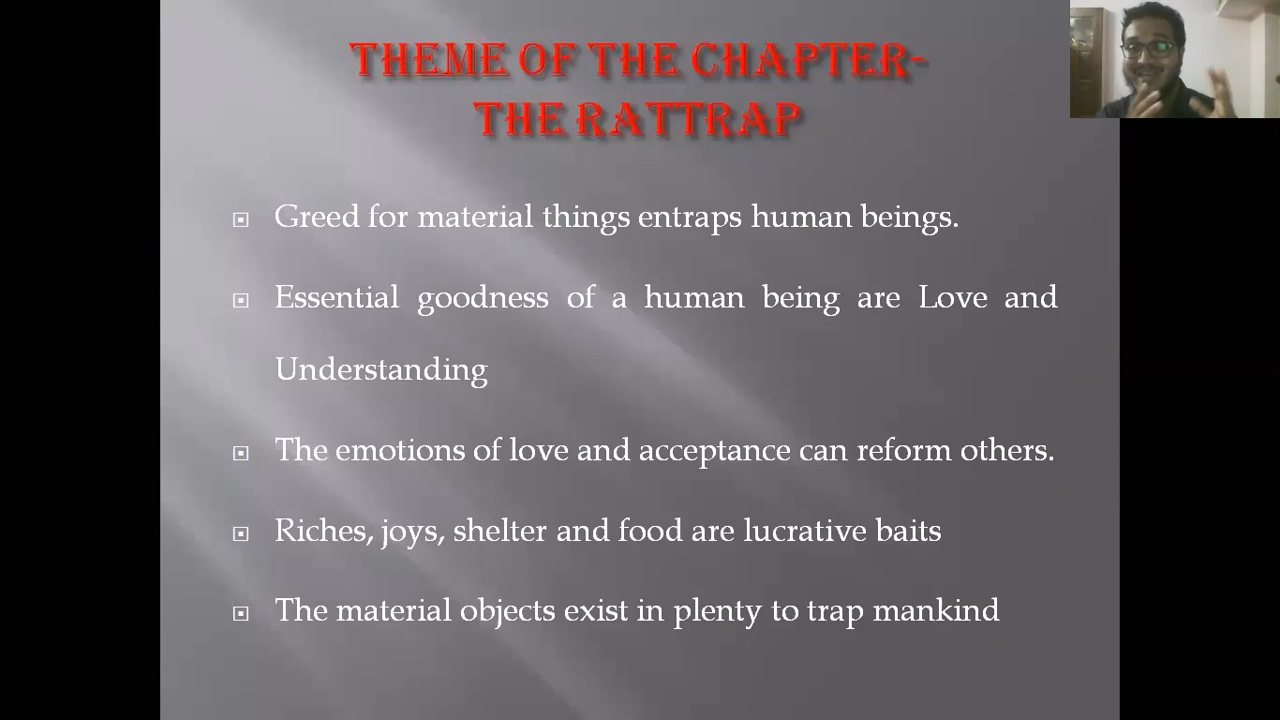 THEME OF THE CHAPTER-
THE RATTRAP
Greed for material things entraps human beings.
Essential goodness of a human being are Love and
Understanding
The emotions of love and acceptance can reform others.
Riches, joys, shelter and food are lucrative baits
The material objects exist in plenty to trap mankind